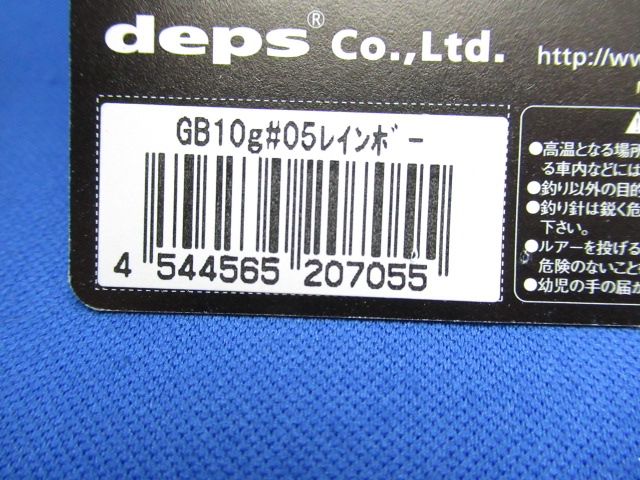 deps® Co.,Ltd.
http://ww
GB10g#05レインボー
4 544565 207055
●高温となる場所
る車内などには
●釣り以外の目的
●釣り針は鋭く危
下さい。
●ルアーを投げる
危険のないこと
●幼児の手の届か